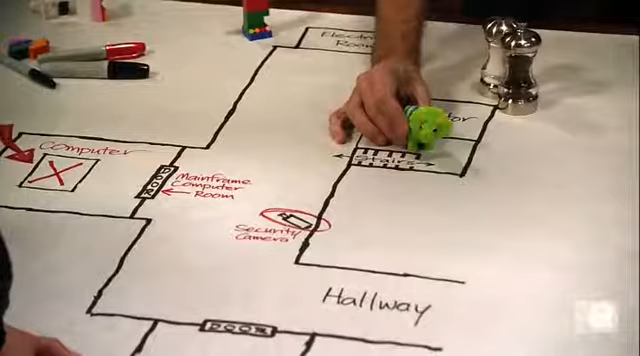 Computer
X
DOOR
Mainframe
Computer
Room
Stairs
Security
Camera
Hallway
DOOR